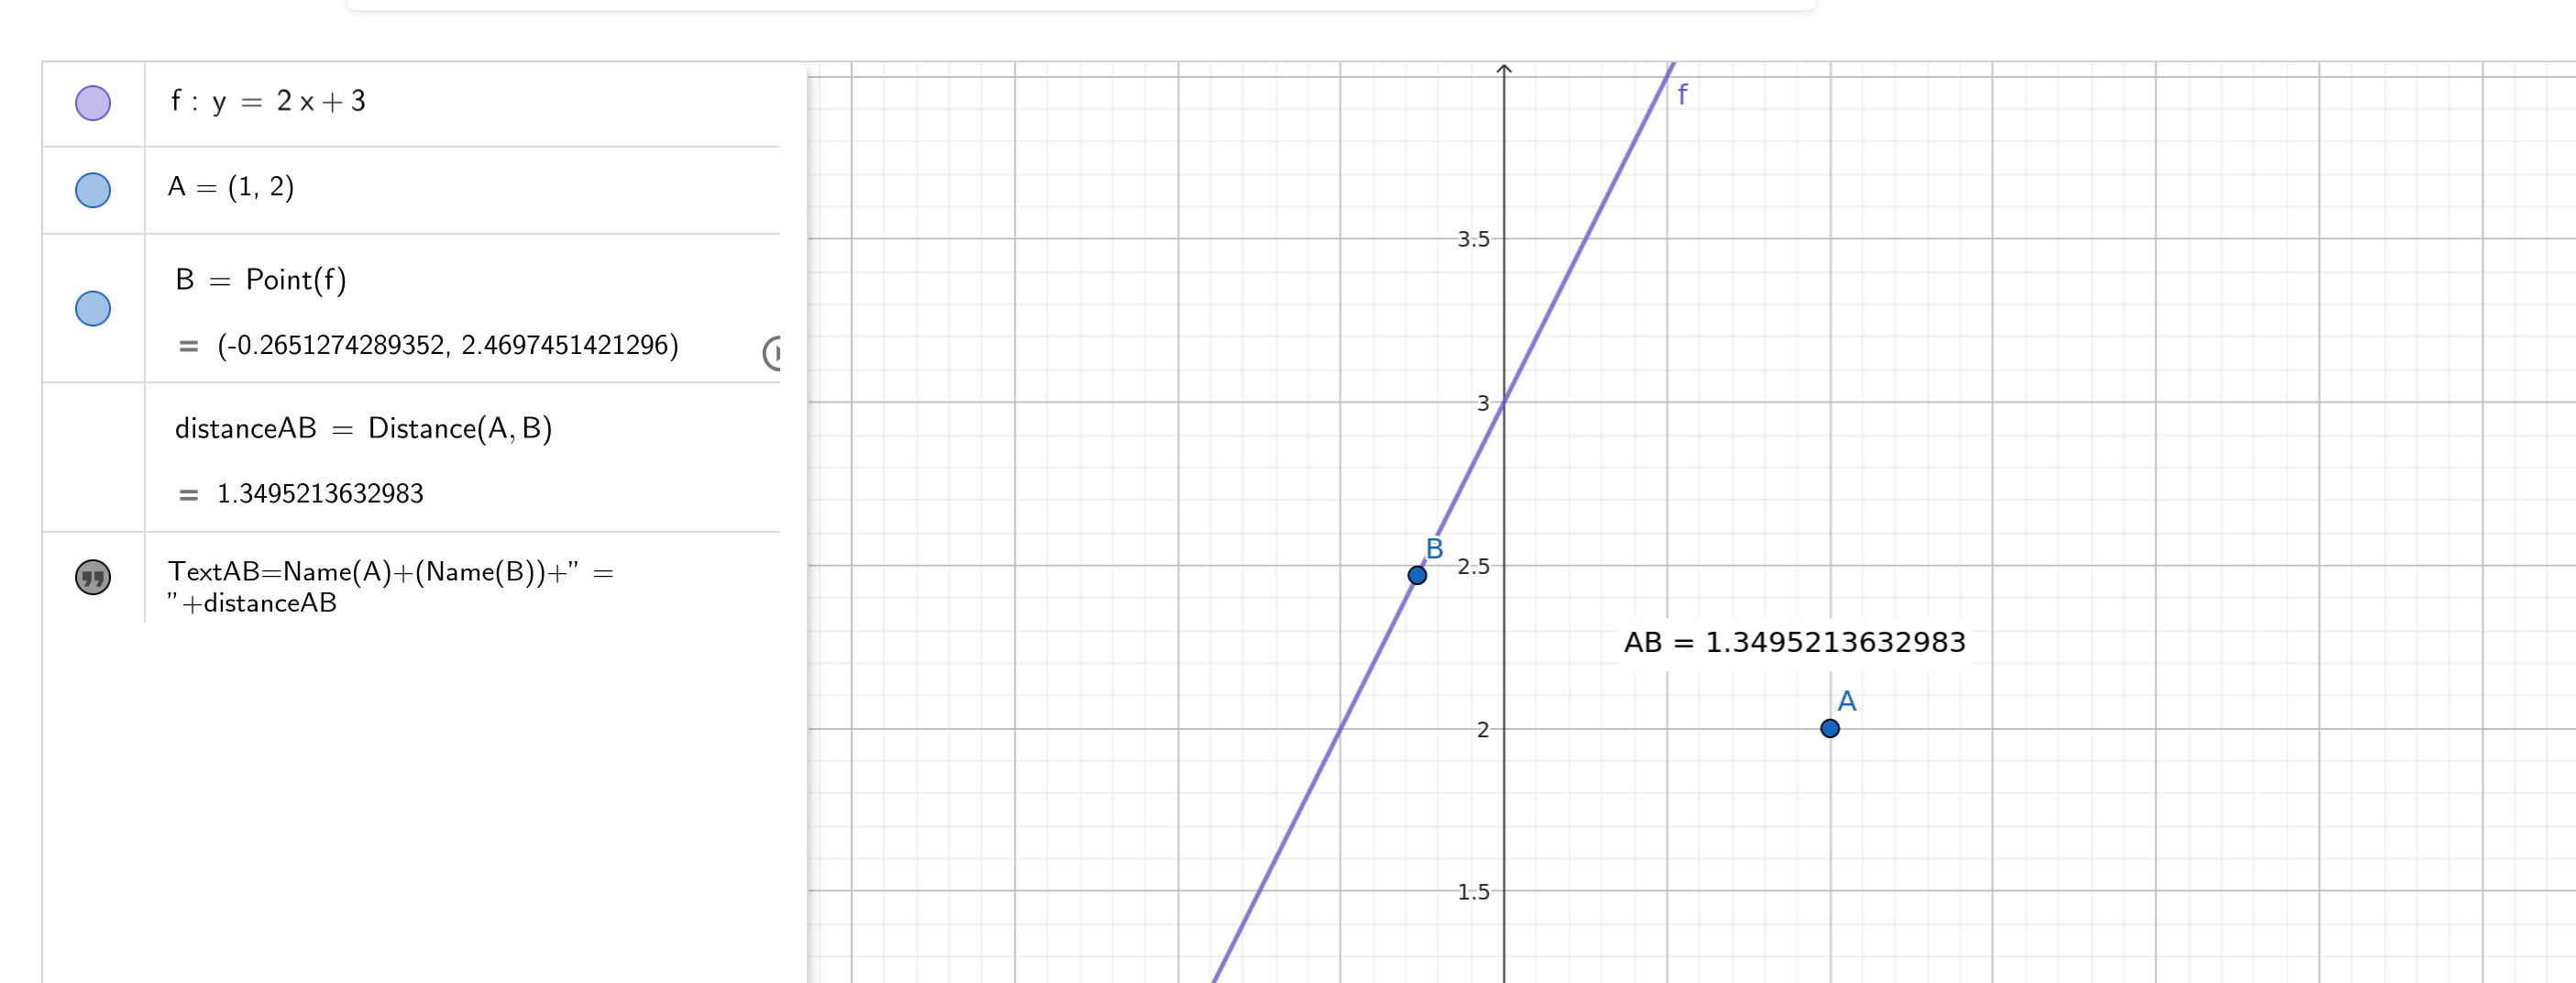 f : y = 2 x + 3
A = (1, 2)
B = Point(f)
= (-0.2651274289352, 2.4697451421296)
distanceAB = Distance(A, B)
= 1.3495213632983
TextAB=Name(A)+(Name(B))+” =
”+distanceAB
f
3.5
3
B
2.5
AB = 1.3495213632983
A
2
1.5